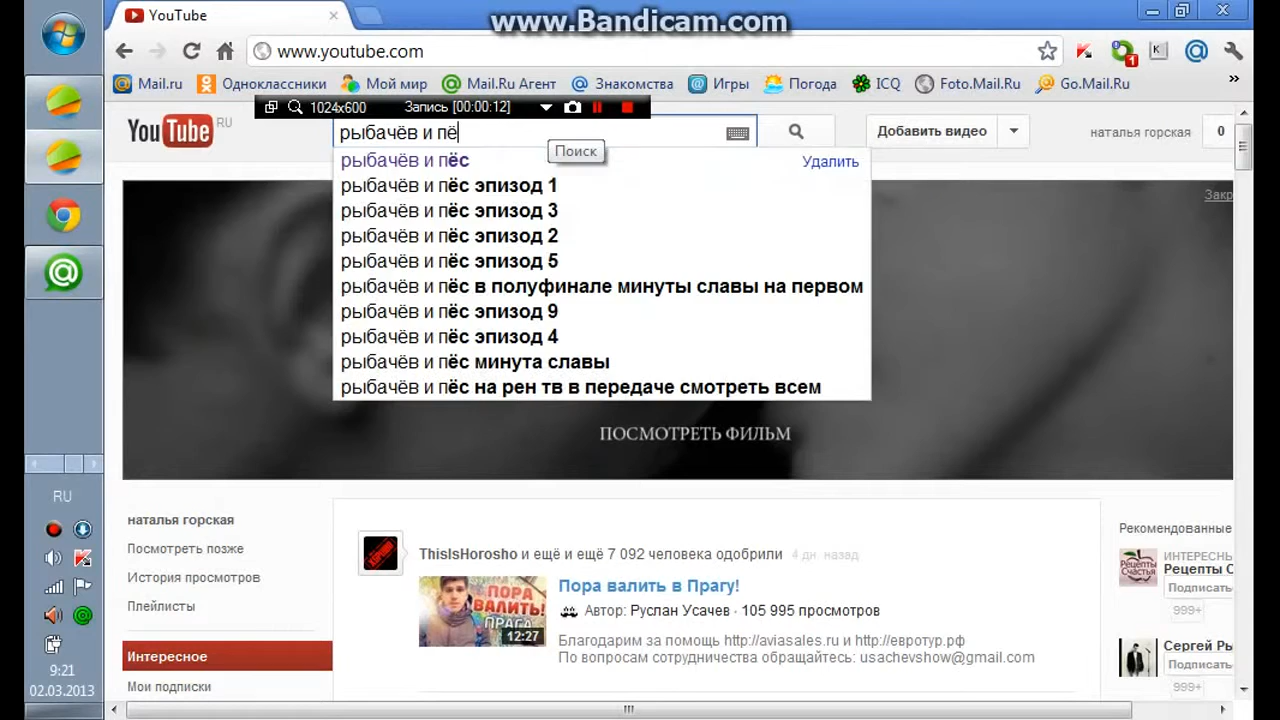 www.Bandicam.com
YouTube
www.youtube.com
1
K
Mail.ru Одноклассники Мой мир Mail.Ru Агент Знакомства Игры Погода ICQ Foto.Mail.Ru Go.Mail.Ru »
1024x600 Запись [00:00:12]
YouTube RU
рыбачёв и пё
Добавить видео
наталья горская
0
Поиск
рыбачёв и пёс
Удалить
рыбачёв и пёс эпизод 1
рыбачёв и пёс эпизод 3
рыбачёв и пёс эпизод 2
рыбачёв и пёс эпизод 5
рыбачёв и пёс в полуфинале минуты славы на первом
рыбачёв и пёс эпизод 9
рыбачёв и пёс эпизод 4
рыбачёв и пёс минута славы
рыбачёв и пёс на рен тв в передаче смотреть всем
Закр
ПОСМОТРЕТЬ ФИЛЬМ
наталья горская
Посмотреть позже
История просмотров
Плейлисты
Интересное
Мои подписки
ThisIsHorosho и ещё и ещё 7 092 человека одобрили 4 дн. назад
ПОРА
ВАЛИТЬ!
ПРАГА
12:27
Пора валить в Прагу!
Автор: Руслан Усачев · 105 995 просмотров
Благодарим за помощь http://aviasales.ru и http://евротур.рф
По вопросам сотрудничества обращайтесь: usachevshow@gmail.com
Рекомендованные
ИНТЕРЕСНЫ
Рецепты С
Подписать
999+
Сергей Ры
Подписать
999+
RU
9:21
02.03.2013